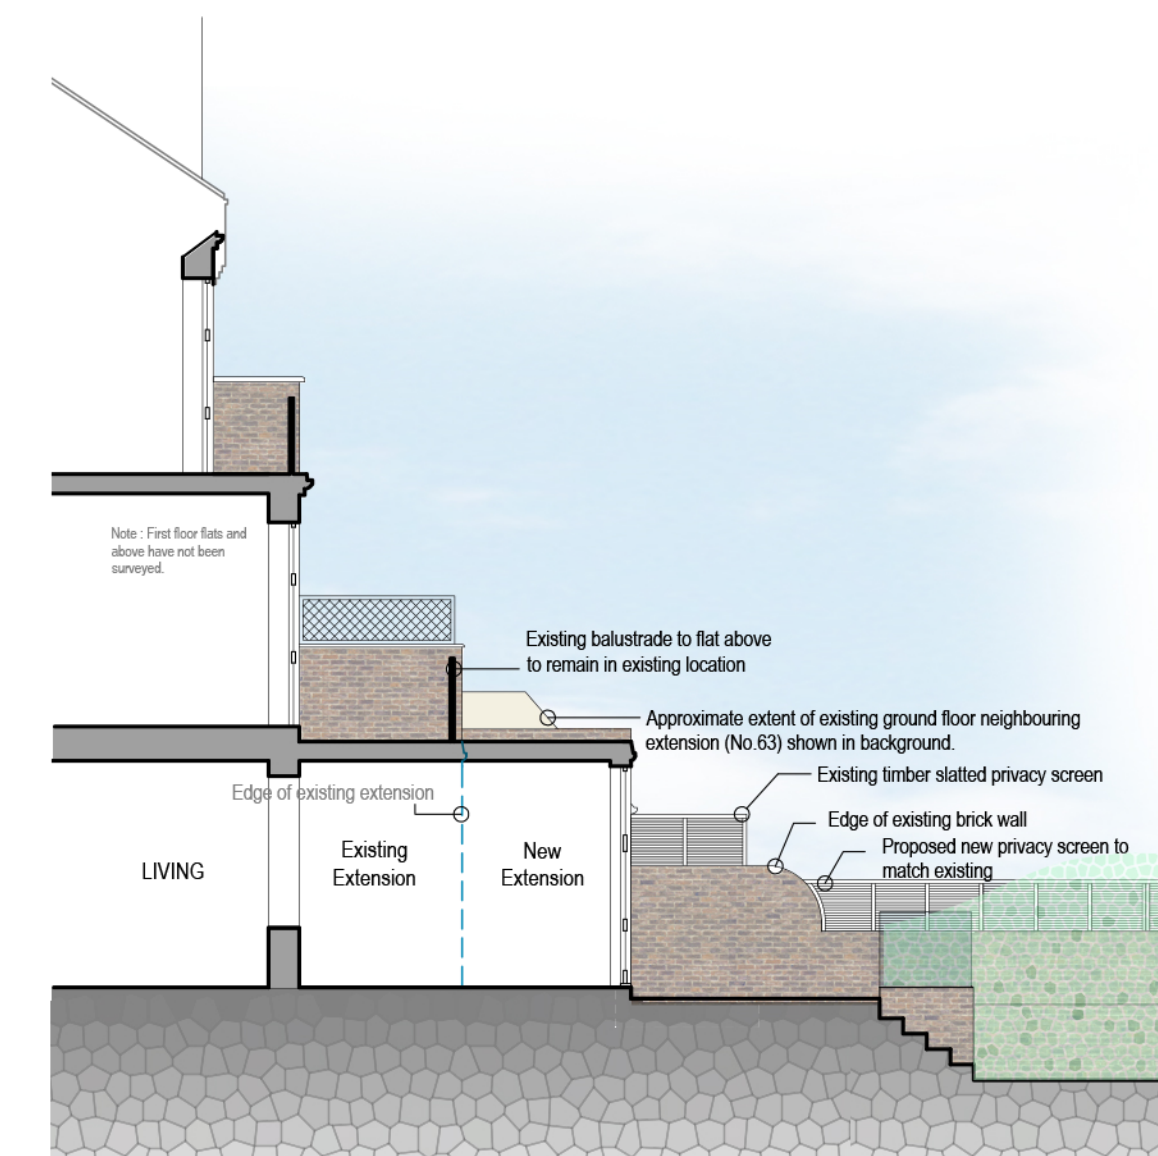 Note : First floor flats and
above have not been
surveyed.
Existing balustrade to flat above
to remain in existing location
Approximate extent of existing ground floor neighbouring
extension (No.63) shown in background.
Existing timber slatted privacy screen
Edge of existing extension
Edge of existing brick wall
Proposed new privacy screen to
match existing
LIVING
Existing
Extension
New
Extension